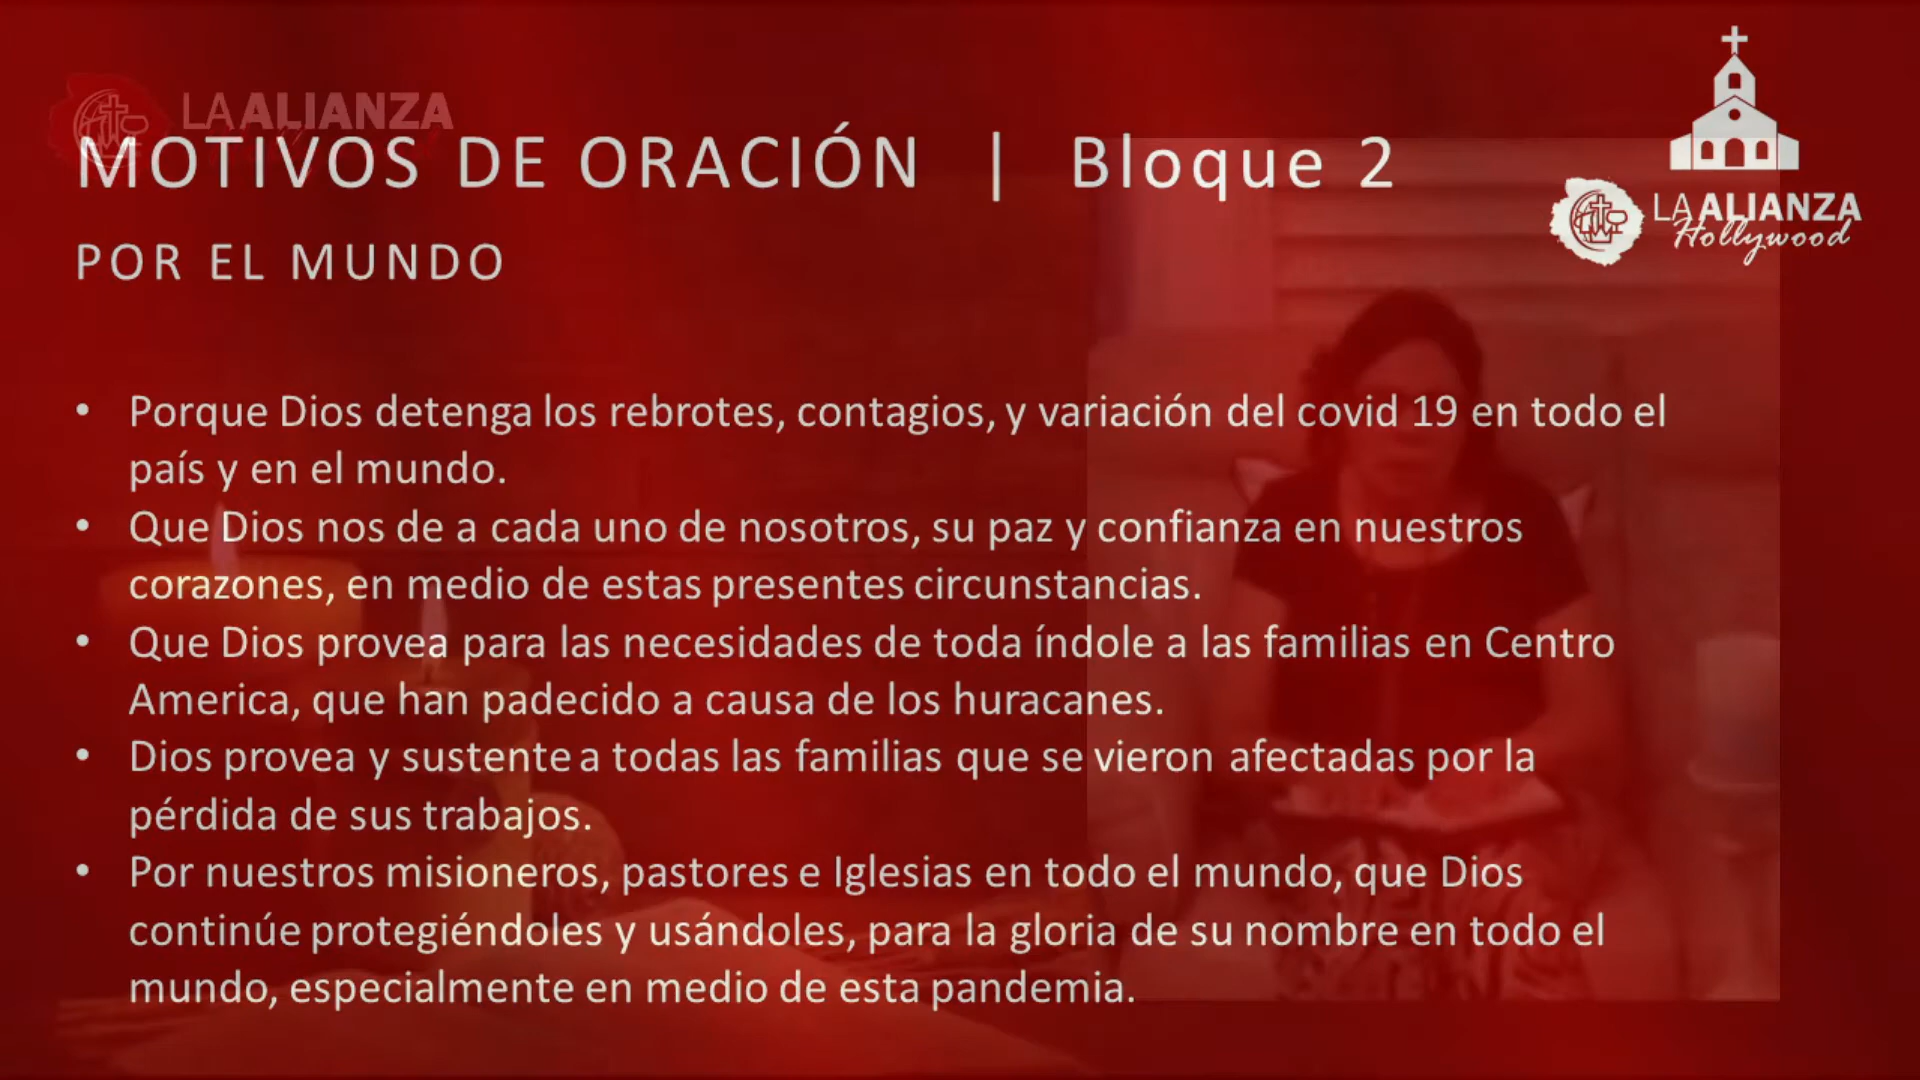 LA ALIANZA
MOTIVOS DE ORACIÓN | Bloque 2
LA ALIANZA
Hollywood
POR EL MUNDO
• Porque Dios detenga los rebrotes, contagios, y variación del covid 19 en todo el
país y en el mundo.
• Que Dios nos de a cada uno de nosotros, su paz y confianza en nuestros
corazones, en medio de estas presentes circunstancias.
• Que Dios provea para las necesidades de toda índole a las familias en Centro
America, que han padecido a causa de los huracanes.
• Dios provea y sustente a todas las familias que se vieron afectadas por la
pérdida de sus trabajos.
• Por nuestros misioneros, pastores e Iglesias en todo el mundo, que Dios
continúe protegiéndoles y usándoles, para la gloria de su nombre en todo el
mundo, especialmente en medio de esta pandemia.